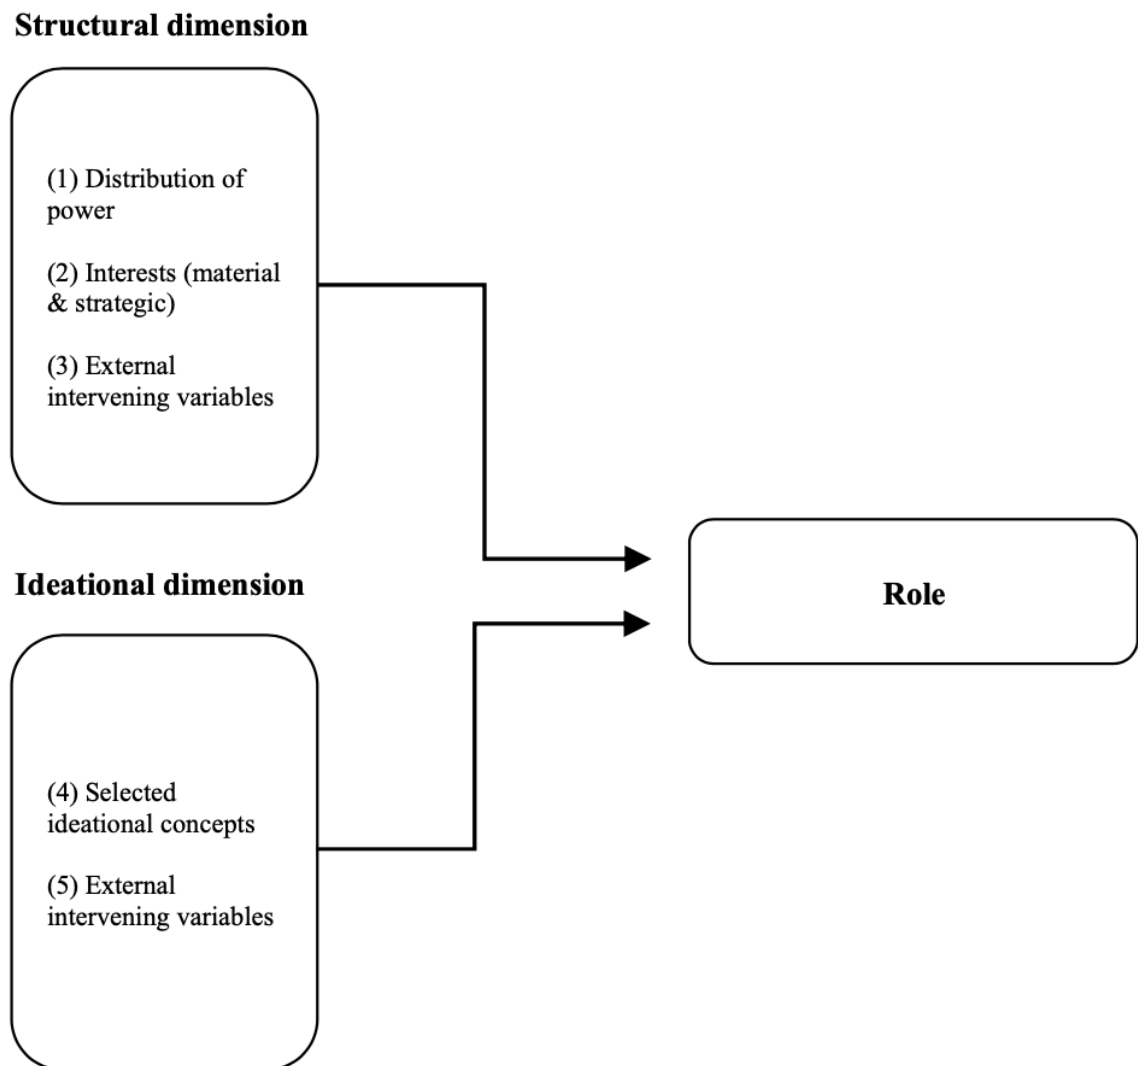 Structural dimension
(1) Distribution of
power
(2) Interests (material
& strategic)
(3) External
intervening variables
Ideational dimension
(4) Selected
ideational concepts
(5) External
intervening variables
Role